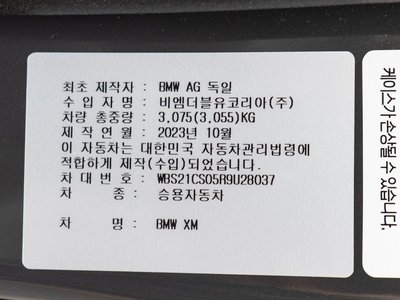 최초 제작자 : BMW AG 독일
수 입 자 명 : 비엠더블유코리아(주)
차량 총중량 : 3,075(3,055)KG
제 작 연 월 : 2023년 10월
이 자동차는 대한민국 자동차관리법령에
적합하게 제작(수입)되었습니다.
차 대 번 호 : WBS21CS05R9U28037
차 종 : 승용자동차
차 명 : BMW XM
케이스가 손상될 수 있습니다.